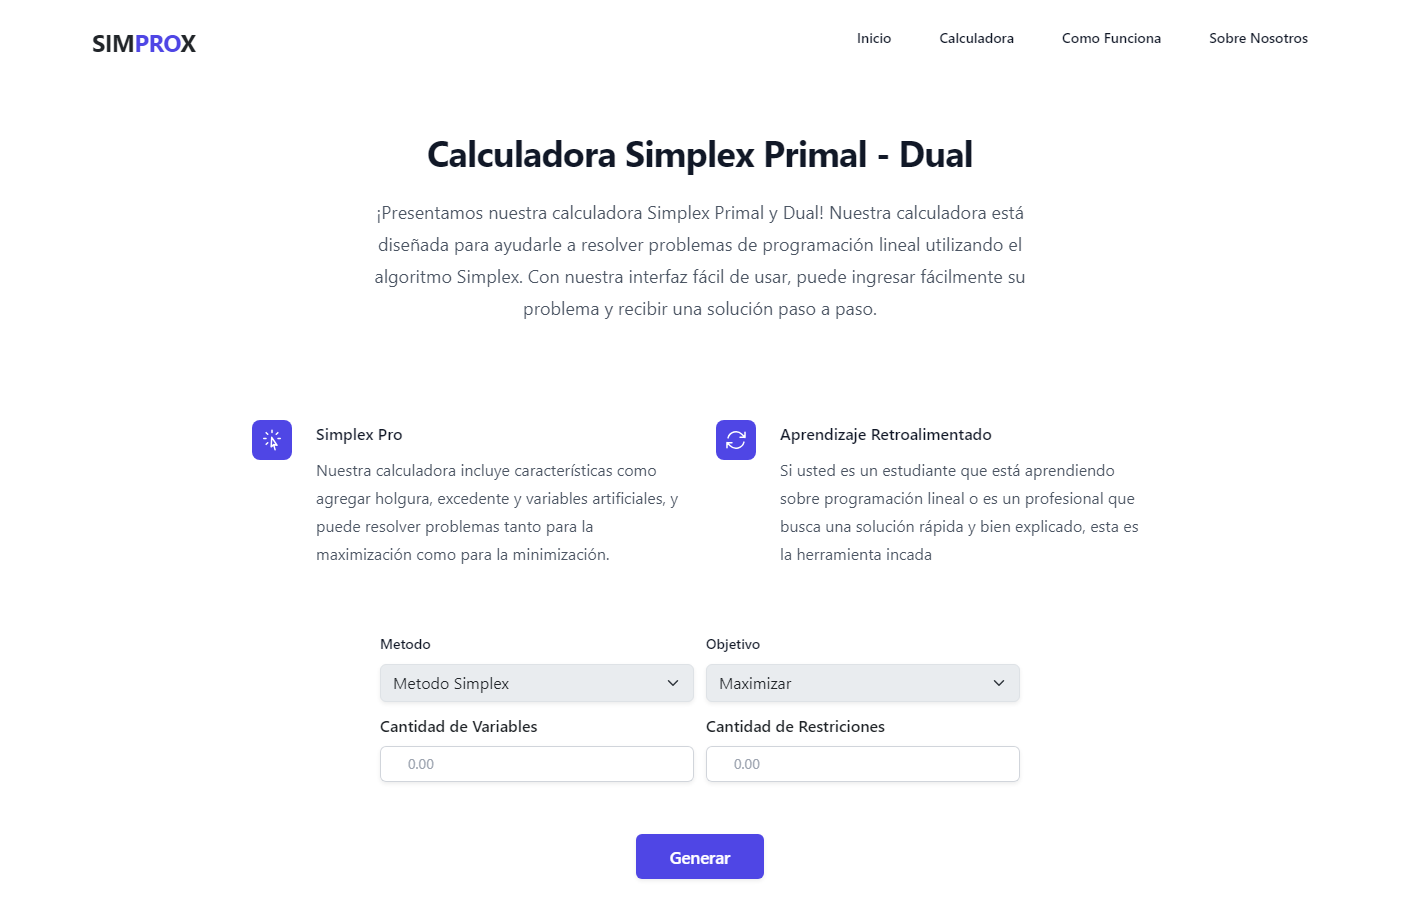 SIMPROX
Inicio
Calculadora
Como Funciona
Sobre Nosotros
Calculadora Simplex Primal - Dual
¡Presentamos nuestra calculadora Simplex Primal y Dual! Nuestra calculadora está
diseñada para ayudarle a resolver problemas de programación lineal utilizando el
algoritmo Simplex. Con nuestra interfaz fácil de usar, puede ingresar fácilmente su
problema y recibir una solución paso a paso.
Simplex Pro
Nuestra calculadora incluye características como
agregar holgura, excedente y variables artificiales, y
puede resolver problemas tanto para la
maximización como para la minimización.
Aprendizaje Retroalimentado
Si usted es un estudiante que está aprendiendo
sobre programación lineal o es un profesional que
busca una solución rápida y bien explicado, esta es
la herramienta incada
Metodo
Metodo Simplex
Objetivo
Maximizar
Cantidad de Variables
0.00
Cantidad de Restriciones
0.00
Generar